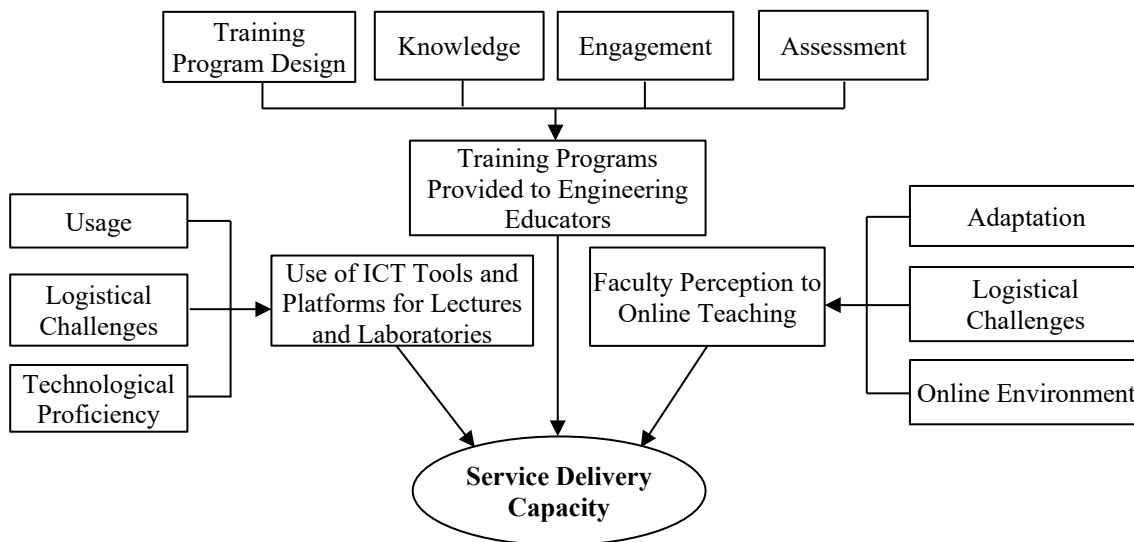 Training
Program Design
Knowledge
Engagement
Assessment
Training Programs
Provided to Engineering
Educators
Usage
Logistical
Challenges
Technological
Proficiency
Use of ICT Tools and
Platforms for Lectures
and Laboratories
Faculty Perception to
Online Teaching
Adaptation
Logistical
Challenges
Online Environment
Service Delivery
Capacity